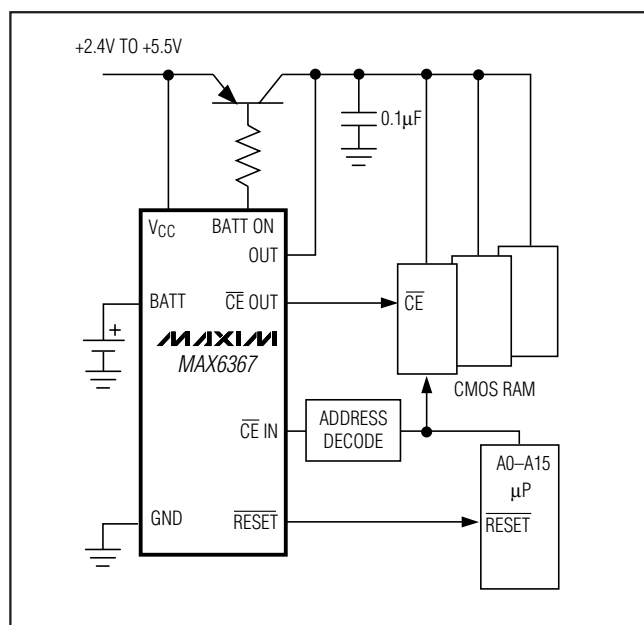 +2.4V TO +5.5V
0.1μF
VCC
BATT ON
OUT
BATT
+
CE OUT
CE
MAXIM
MAX6367
CMOS RAM
CE IN
ADDRESS
DECODE
A0–A15
μP
GND
RESET
RESET